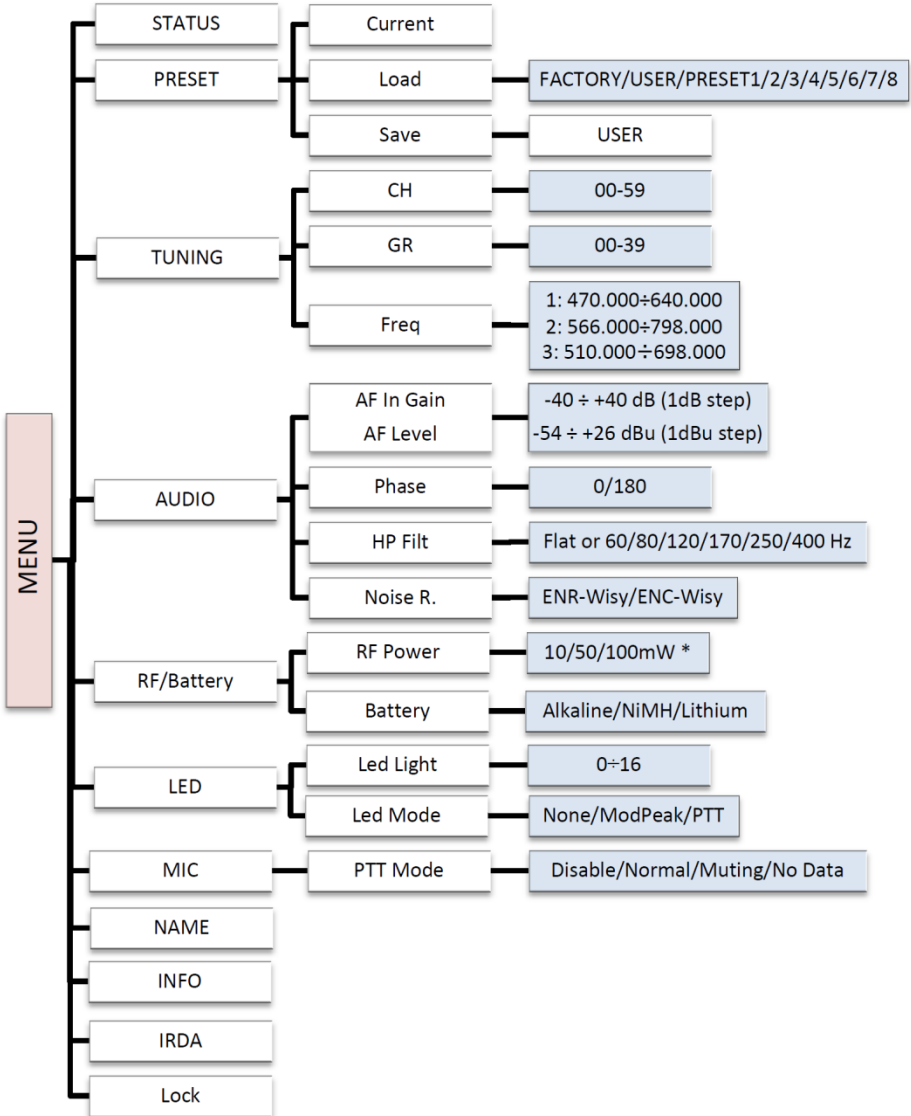 MENU
STATUS
PRESET
Current
Load
FACTORY/USER/PRESET1/2/3/4/5/6/7/8
Save
USER
TUNING
CH
00-59
GR
00-39
Freq
1: 470.000÷640.000
2: 566.000÷798.000
3: 510.000÷698.000
AUDIO
AF In Gain
AF Level
-40 ÷ +40 dB (1dB step)
-54 ÷ +26 dBu (1dBu step)
Phase
0/180
HP Filt
Flat or 60/80/120/170/250/400 Hz
Noise R.
ENR-Wisy/ENC-Wisy
RF/Battery
RF Power
10/50/100mW *
Battery
Alkaline/NiMH/Lithium
LED
Led Light
0÷16
Led Mode
None/ModPeak/PTT
MIC
PTT Mode
Disable/Normal/Muting/No Data
NAME
INFO
IRDA
Lock